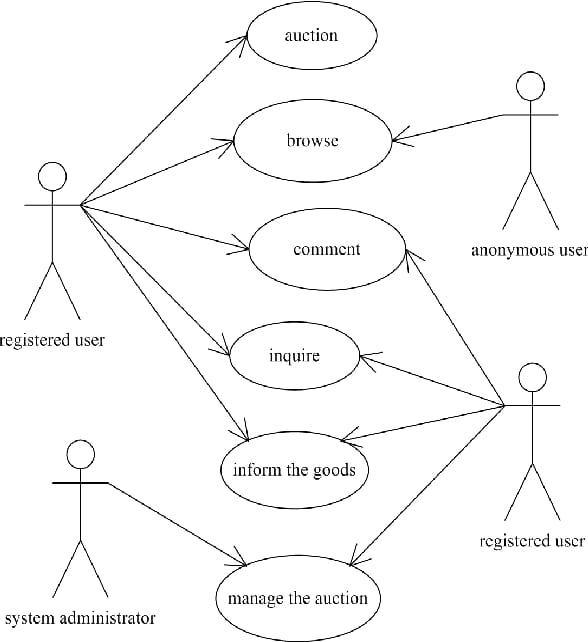 auction
browse
anonymous user
comment
registered user
inquire
inform the goods
registered user
manage the auction
system administrator